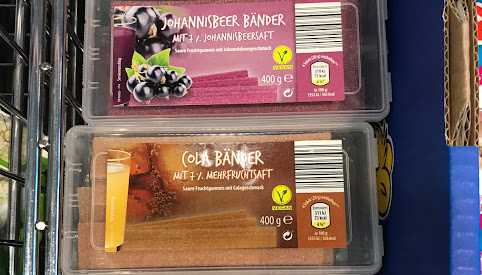 JOHANNISBEER BÄNDER
MIT 7% JOHANNISBEERSAFT
Saure Fruchtgummis mit Johannisbeergeschmack
VEGAN
400 g ℮
COLA BÄNDER
MIT 7% MEHRFRUCHTSAFT
Saure Fruchtgummis mit Colageschmack
VEGAN
400 g ℮